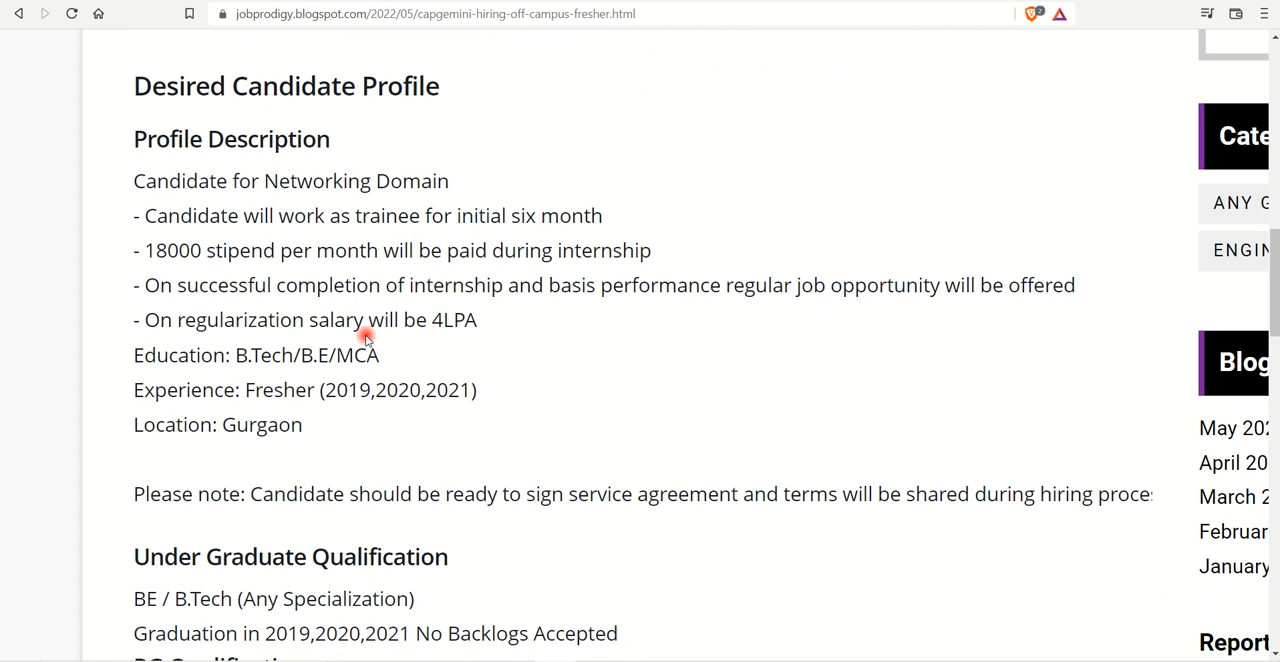 jobprodigy.blogspot.com/2022/05/capgemini-hiring-off-campus-fresher.html
2
Desired Candidate Profile
Profile Description
Candidate for Networking Domain
- Candidate will work as trainee for initial six month
- 18000 stipend per month will be paid during internship
- On successful completion of internship and basis performance regular job opportunity will be offered
- On regularization salary will be 4LPA
Education: B.Tech/B.E/MCA
Experience: Fresher (2019,2020,2021)
Location: Gurgaon
Please note: Candidate should be ready to sign service agreement and terms will be shared during hiring proces
Under Graduate Qualification
BE / B.Tech (Any Specialization)
Graduation in 2019,2020,2021 No Backlogs Accepted
Cate
ANY G
ENGIN
Blog
May 202
April 20
March 2
Februar
January
Report